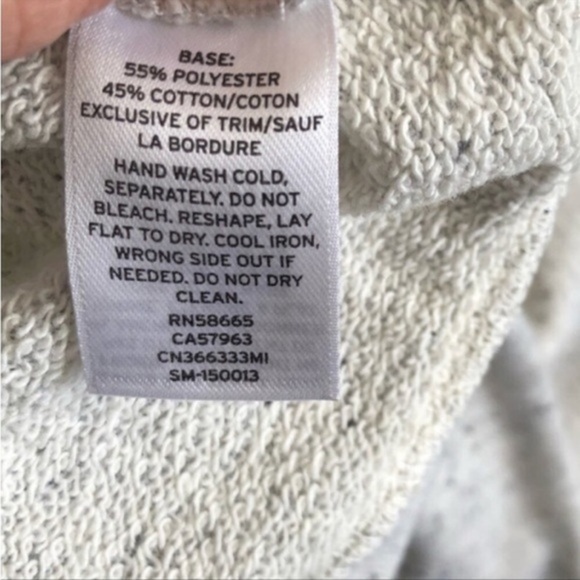 BASE:
55% POLYESTER
45% COTTON/COTON
EXCLUSIVE OF TRIM/SAUF
LA BORDURE
HAND WASH COLD,
SEPARATELY. DO NOT
BLEACH. RESHAPE, LAY
FLAT TO DRY. COOL IRON,
WRONG SIDE OUT IF
NEEDED. DO NOT DRY
CLEAN.
RN58665
CA57963
CN366333MI
SM-150013